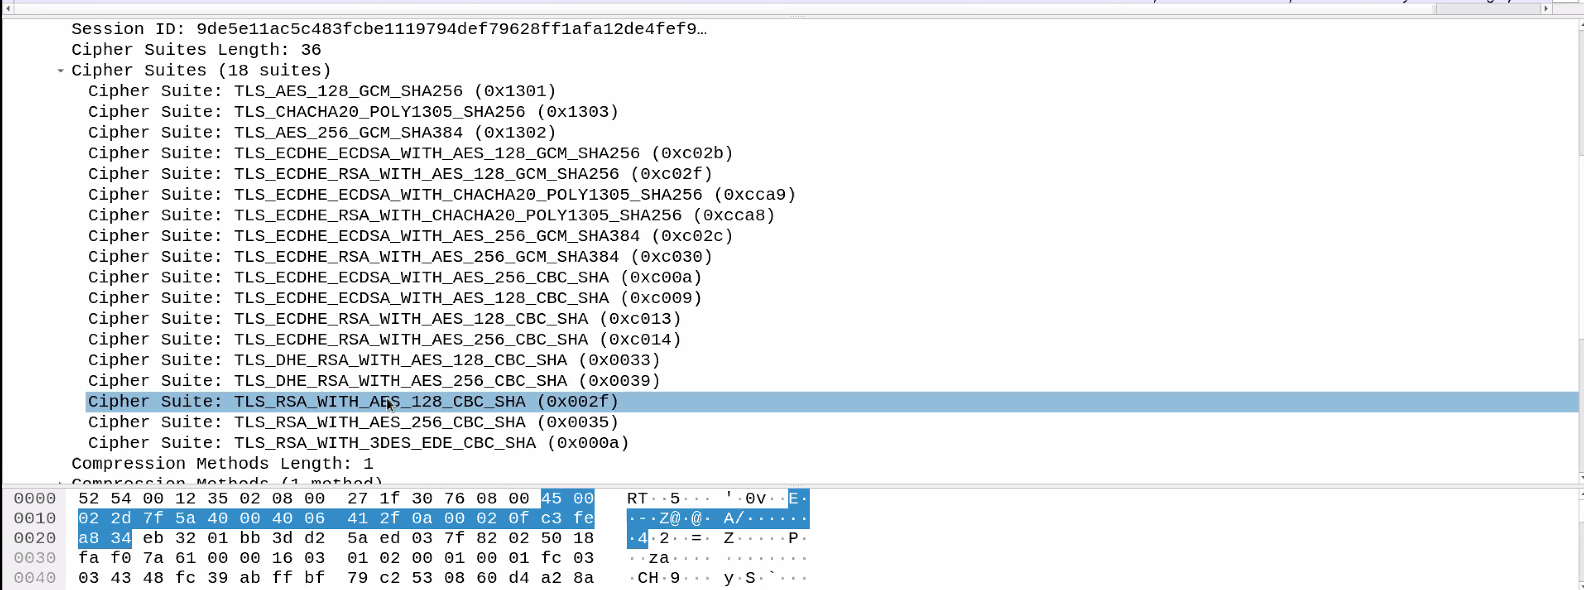 Session ID: 9de5e11ac5c483fcbe1119794def79628ff1afa12de4fef9…
Cipher Suites Length: 36
Cipher Suites (18 suites)
Cipher Suite: TLS_AES_128_GCM_SHA256 (0x1301)
Cipher Suite: TLS_CHACHA20_POLY1305_SHA256 (0x1303)
Cipher Suite: TLS_AES_256_GCM_SHA384 (0x1302)
Cipher Suite: TLS_ECDHE_ECDSA_WITH_AES_128_GCM_SHA256 (0xc02b)
Cipher Suite: TLS_ECDHE_RSA_WITH_AES_128_GCM_SHA256 (0xc02f)
Cipher Suite: TLS_ECDHE_ECDSA_WITH_CHACHA20_POLY1305_SHA256 (0xcca9)
Cipher Suite: TLS_ECDHE_RSA_WITH_CHACHA20_POLY1305_SHA256 (0xcca8)
Cipher Suite: TLS_ECDHE_ECDSA_WITH_AES_256_GCM_SHA384 (0xc02c)
Cipher Suite: TLS_ECDHE_RSA_WITH_AES_256_GCM_SHA384 (0xc030)
Cipher Suite: TLS_ECDHE_ECDSA_WITH_AES_256_CBC_SHA (0xc00a)
Cipher Suite: TLS_ECDHE_ECDSA_WITH_AES_128_CBC_SHA (0xc009)
Cipher Suite: TLS_ECDHE_RSA_WITH_AES_128_CBC_SHA (0xc013)
Cipher Suite: TLS_ECDHE_RSA_WITH_AES_256_CBC_SHA (0xc014)
Cipher Suite: TLS_DHE_RSA_WITH_AES_128_CBC_SHA (0x0033)
Cipher Suite: TLS_DHE_RSA_WITH_AES_256_CBC_SHA (0x0039)
Cipher Suite: TLS_RSA_WITH_AES_128_CBC_SHA (0x002f)
Cipher Suite: TLS_RSA_WITH_AES_256_CBC_SHA (0x0035)
Cipher Suite: TLS_RSA_WITH_3DES_EDE_CBC_SHA (0x000a)
Compression Methods Length: 1
Compression Methods (1 method)
0000 52 54 00 12 35 02 08 00 27 1f 30 76 08 00 45 00 RT··5··· '·0v··E·
0010 02 2d 7f 5a 40 00 40 06 41 2f 0a 00 02 0f c3 fe ·-·Z@·@· A/······
0020 a8 34 eb 32 01 bb 3d d2 5a ed 03 7f 82 02 50 18 ·4·2··=· Z·····P·
0030 fa f0 7a 61 00 00 16 03 01 02 00 01 00 01 fc 03 ··za···· ········
0040 03 43 48 fc 39 ab ff bf 79 c2 53 08 60 d4 a2 8a ·CH·9··· y·S·`···